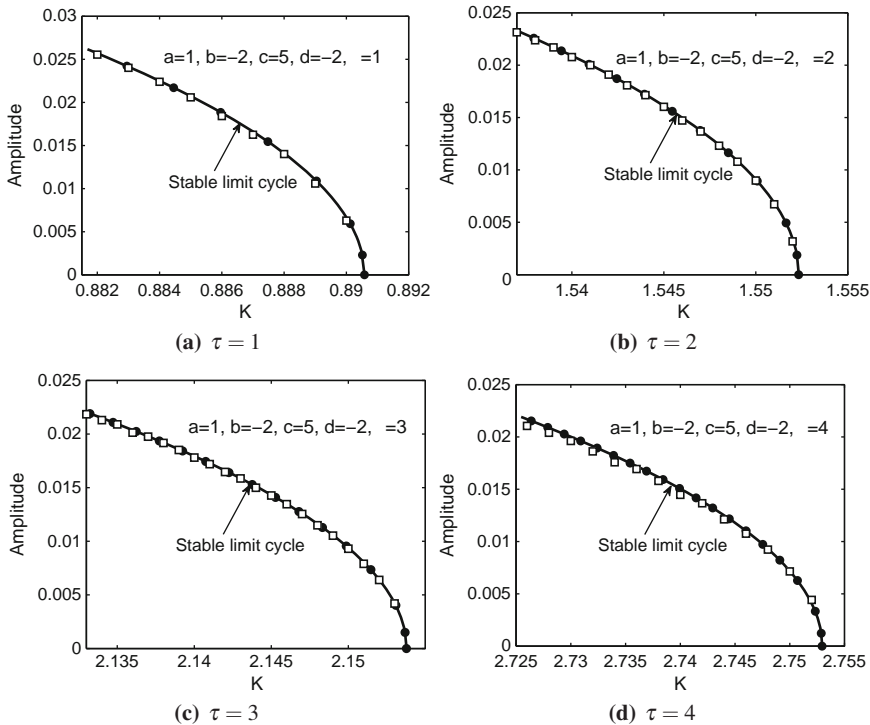 0.03
0.025
0.02
0.015
0.01
0.005
0
Amplitude
a=1, b=−2, c=5, d=−2, =1
Stable limit cycle
0.882 0.884 0.886 0.888 0.89 0.892
K
(a) τ = 1
0.025
0.02
0.015
0.01
0.005
0
Amplitude
a=1, b=−2, c=5, d=−2, =2
Stable limit cycle
1.54 1.545 1.55 1.555
K
(b) τ = 2
0.025
0.02
0.015
0.01
0.005
0
Amplitude
a=1, b=−2, c=5, d=−2, =3
Stable limit cycle
2.135 2.14 2.145 2.15
K
(c) τ = 3
0.025
0.02
0.015
0.01
0.005
0
Amplitude
a=1, b=−2, c=5, d=−2, =4
Stable limit cycle
2.725 2.73 2.735 2.74 2.745 2.75 2.755
K
(d) τ = 4